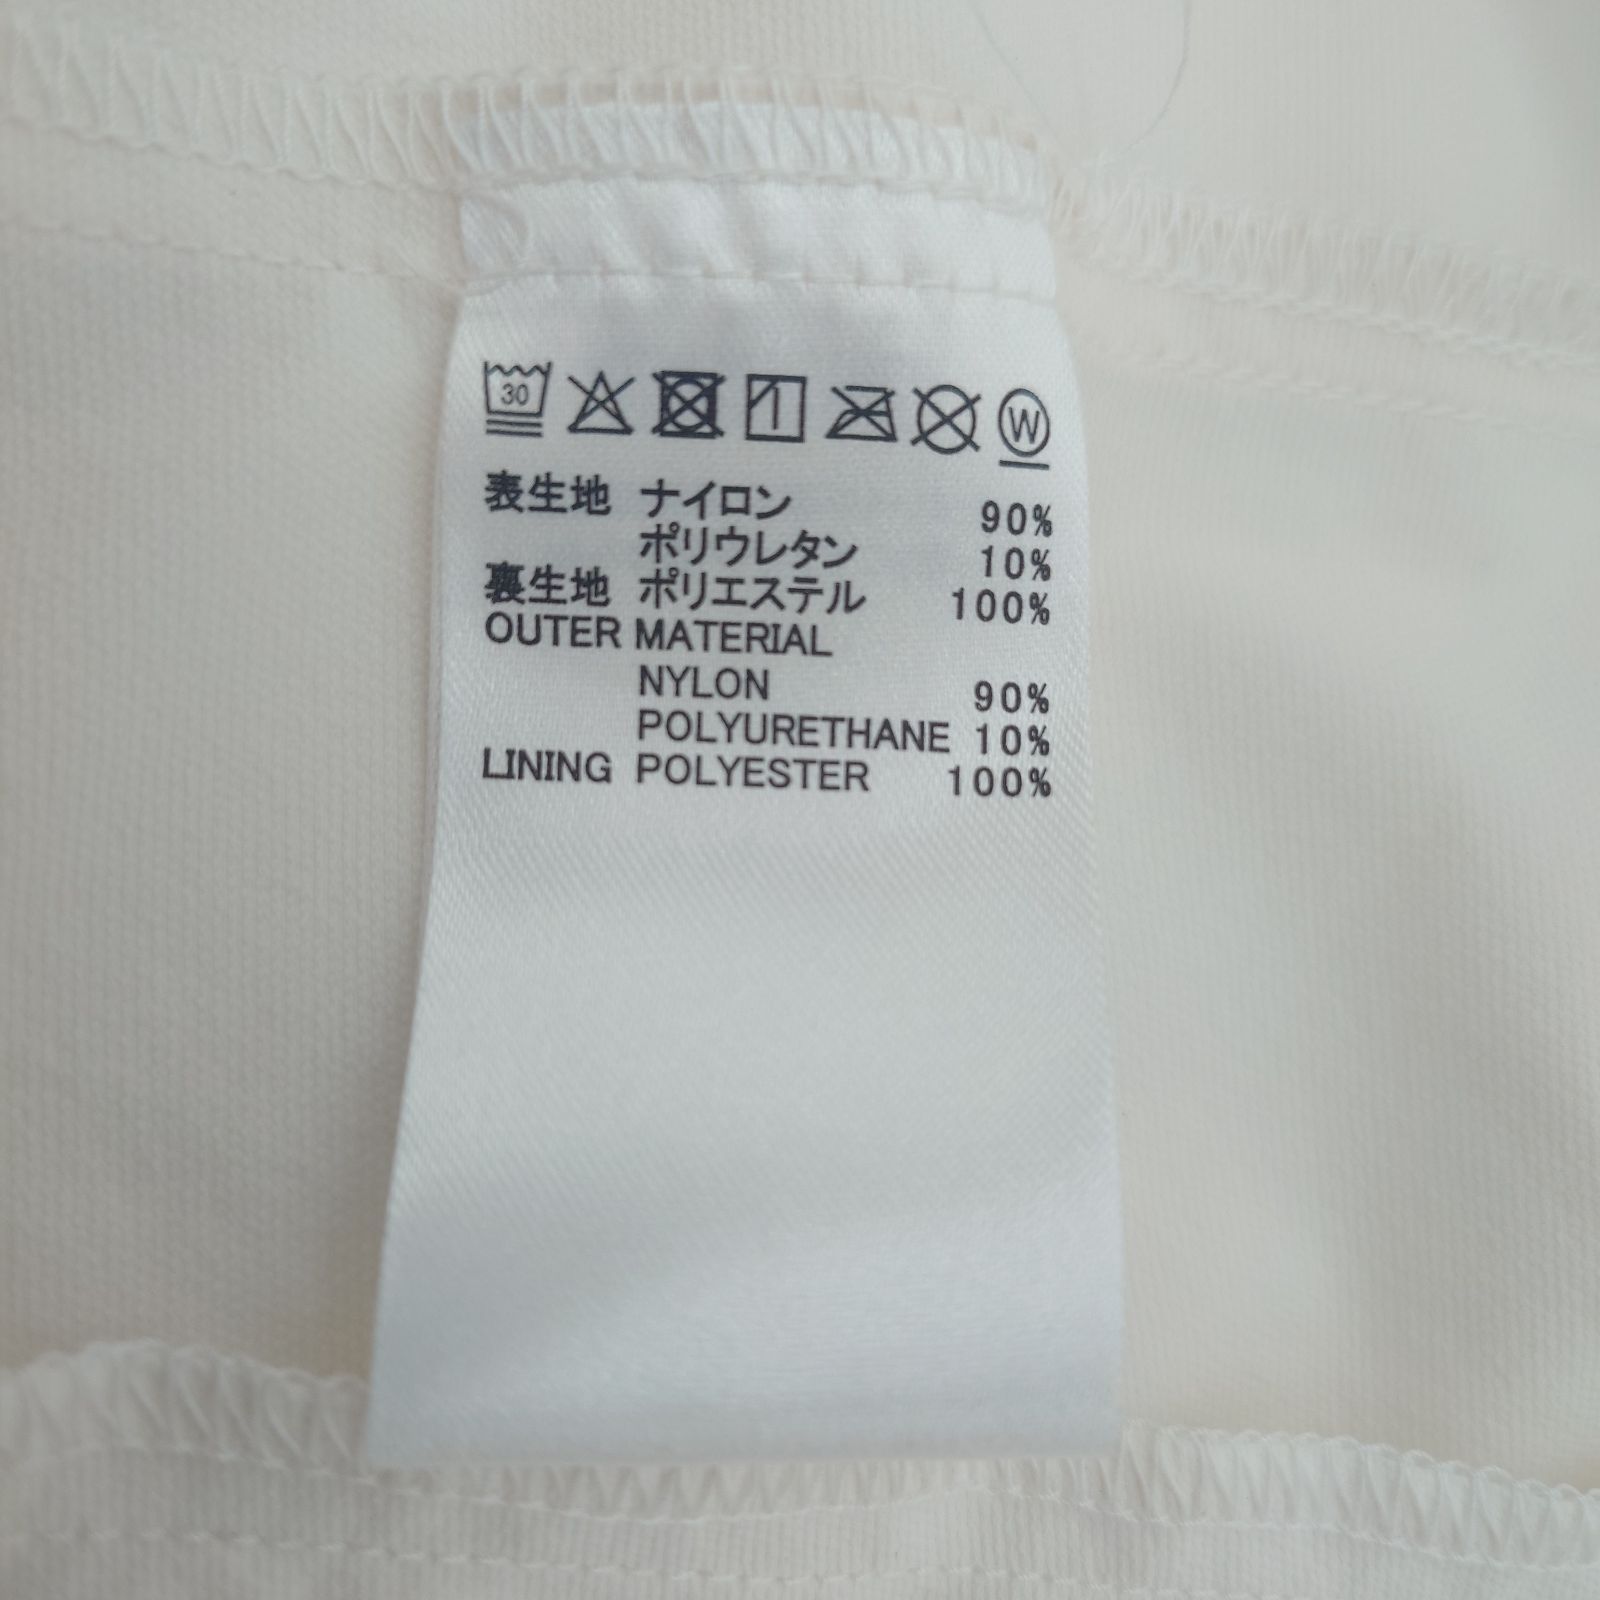 30 W
表生地 ナイロン 90%
ポリウレタン 10%
裏生地 ポリエステル 100%
OUTER MATERIAL
NYLON 90%
POLYURETHANE 10%
LINING POLYESTER 100%